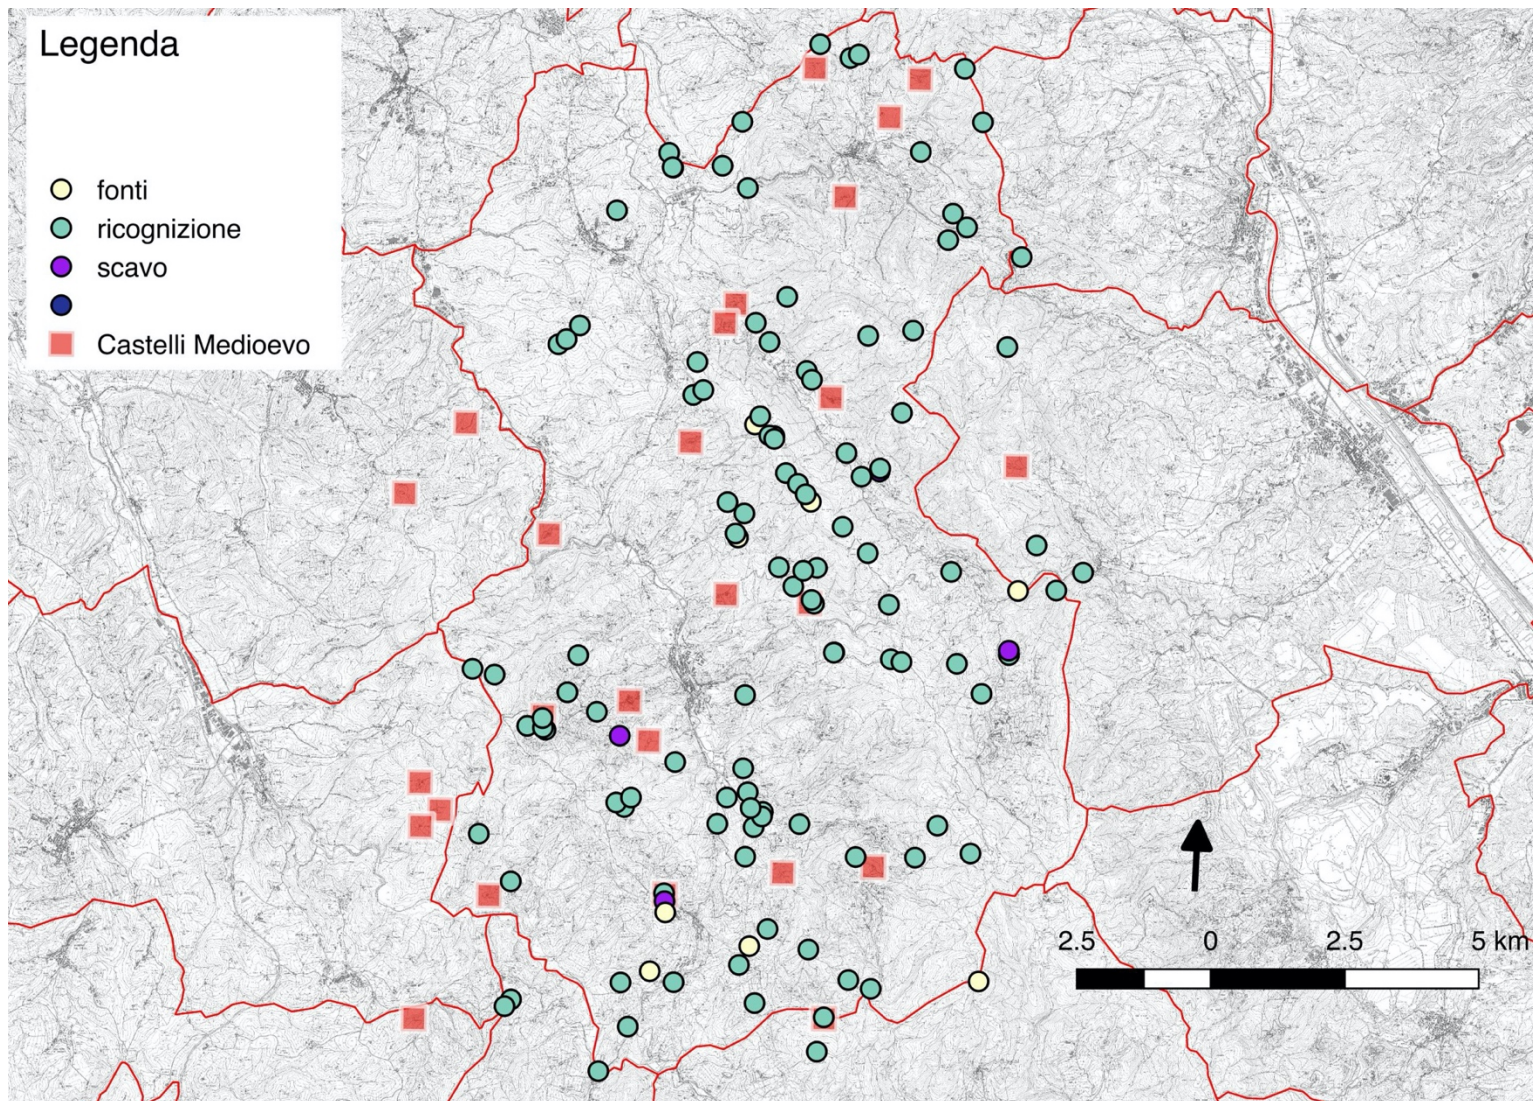 Legenda
fonti
ricognizione
scavo
Castelli Medioevo
2.5 0 2.5 5 km